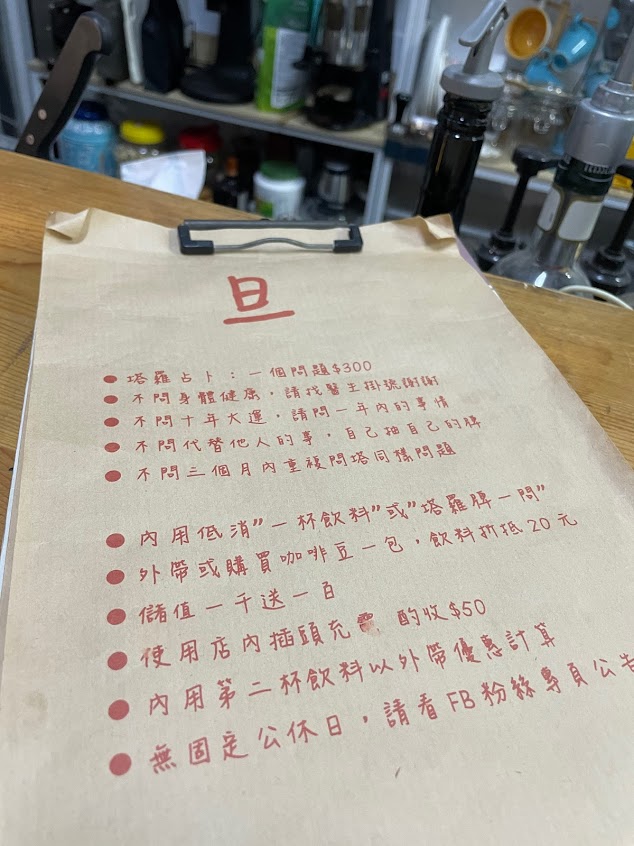 旦
● 塔羅占卜：一個問題$300
● 不問身體健康，請找醫生掛號謝謝
● 不問十年大運，請問一年內的事情
● 不問代替他人的事，自己抽自己的牌
● 不問三個月內重複問塔同樣問題
● 內用低消"一杯飲料"或"塔羅牌一問"
● 外帶或購買咖啡豆一包，飲料折抵20元
● 儲值一千送一百
● 使用店內插頭充電 酌收$50
● 內用第二杯飲料以外帶優惠計算
● 無固定公休日，請看FB粉絲專頁公告